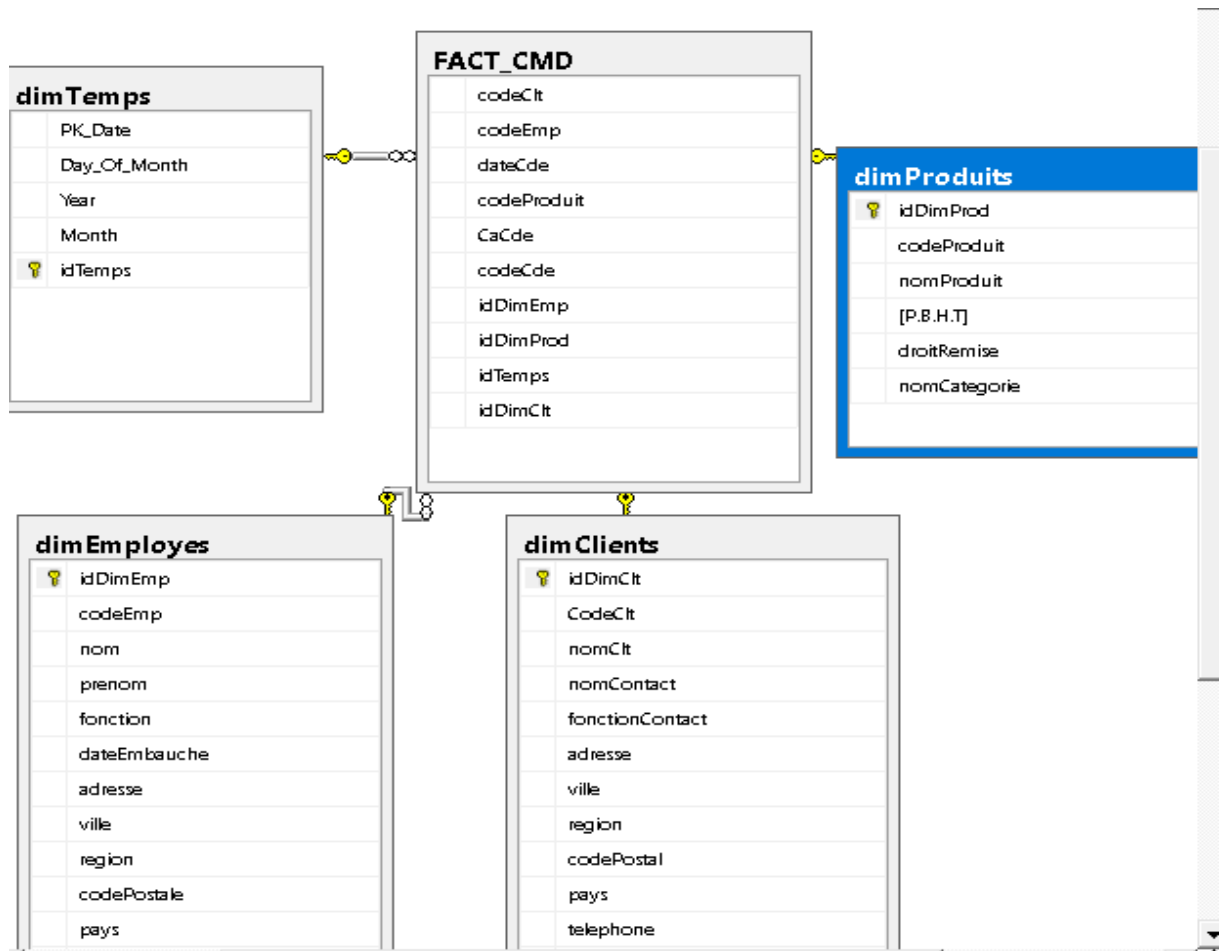 dimTemps
PK_Date
Day_Of_Month
Year
Month
idTemps
FACT_CMD
codeClt
codeEmp
dateCde
codeProduit
CaCde
codeCde
idDimEmp
idDimProd
idTemps
idDimClt
dimProduits
idDimProd
codeProduit
nomProduit
[P.B.H.T]
droitRemise
nomCategorie
dimEmployes
idDimEmp
codeEmp
nom
prenom
fonction
dateEmbauche
adresse
ville
region
codePostale
pays
dimClients
idDimClt
CodeClt
nomClt
nomContact
fonctionContact
adresse
ville
region
codePostal
pays
telephone